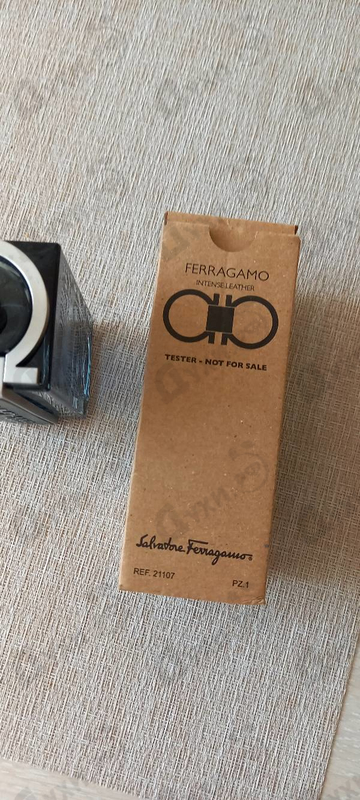 FERRAGAMO
INTENSE LEATHER
TESTER - NOT FOR SALE
Salvatore Ferragamo
REF. 21107
PZ.1